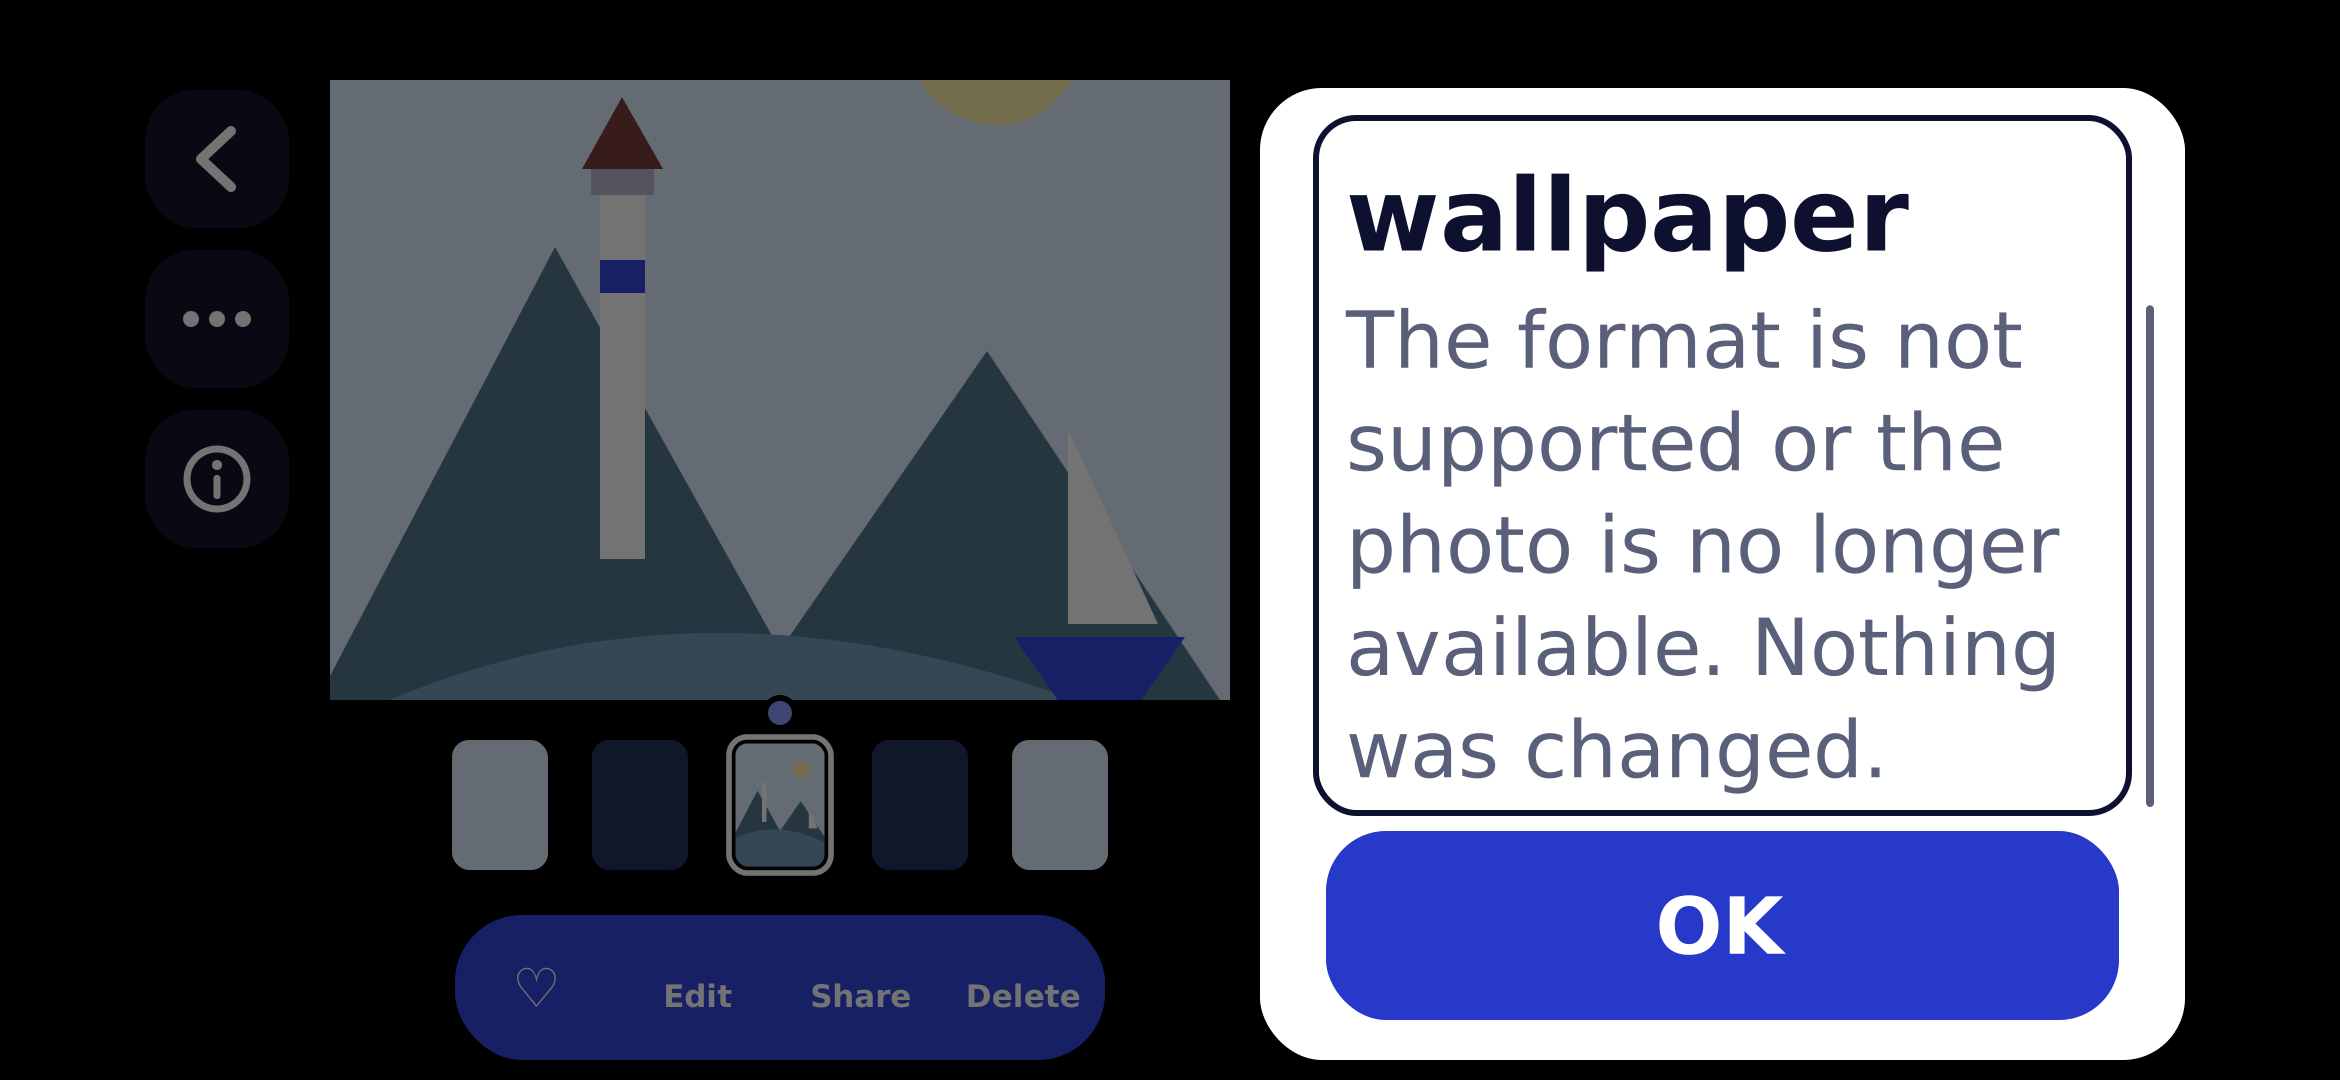 wallpaper
The format is not
supported or the
photo is no longer
available. Nothing
was changed.
OK
♡ Edit Share Delete